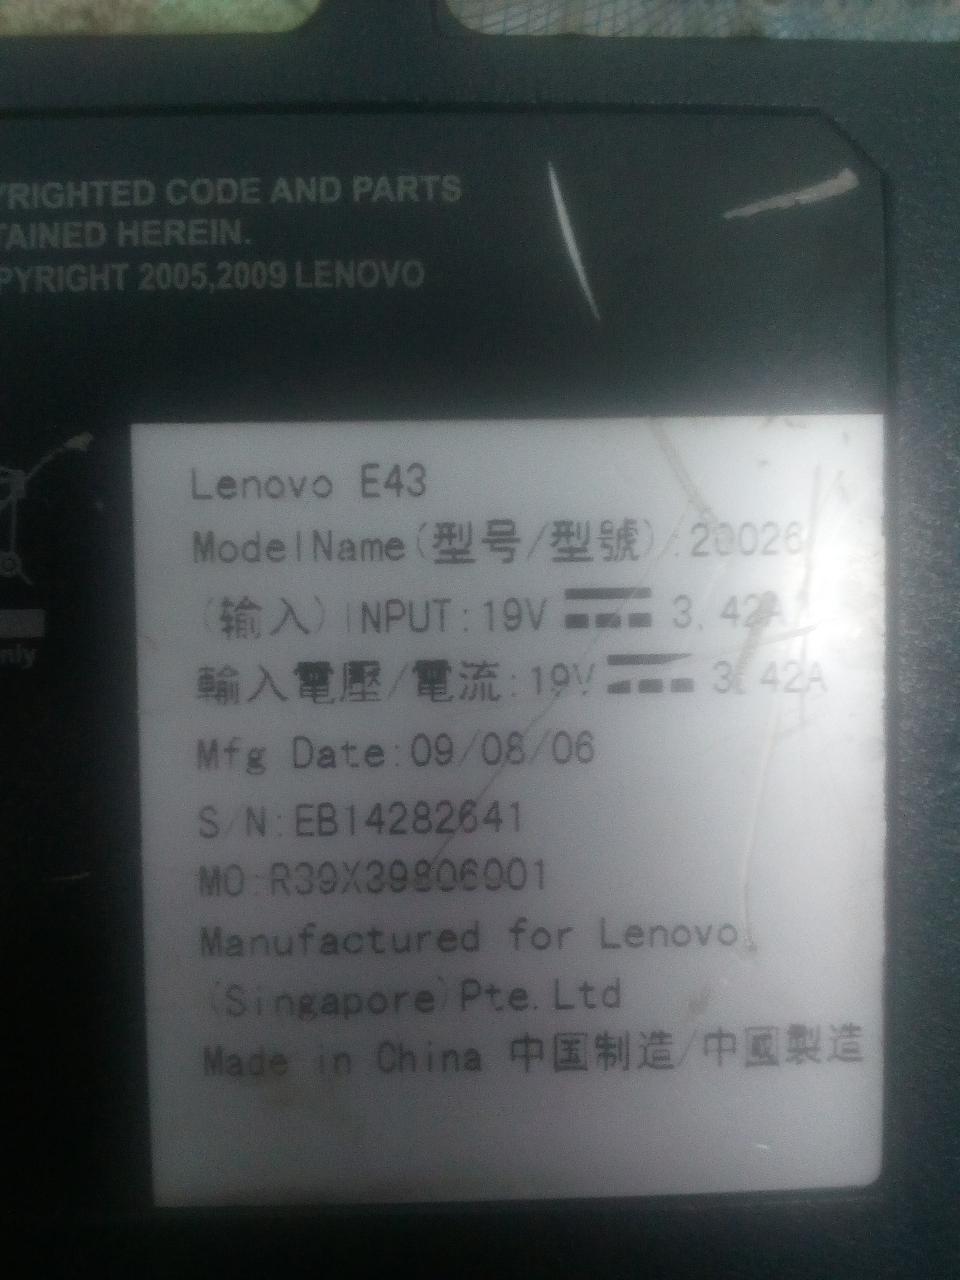 YRIGHTED CODE AND PARTS
TAINED HEREIN.
PYRIGHT 2005,2009 LENOVO
nly
Lenovo E43
ModelName(型号/型號):20026
(输入)INPUT:19V ⎓ 3.42A
輸入電壓/電流:19V ⎓ 3.42A
Mfg Date:09/08/06
S/N:EB14282641
MO:R39X39806001
Manufactured for Lenovo
(Singapore)Pte.Ltd
Made in China 中国制造/中國製造